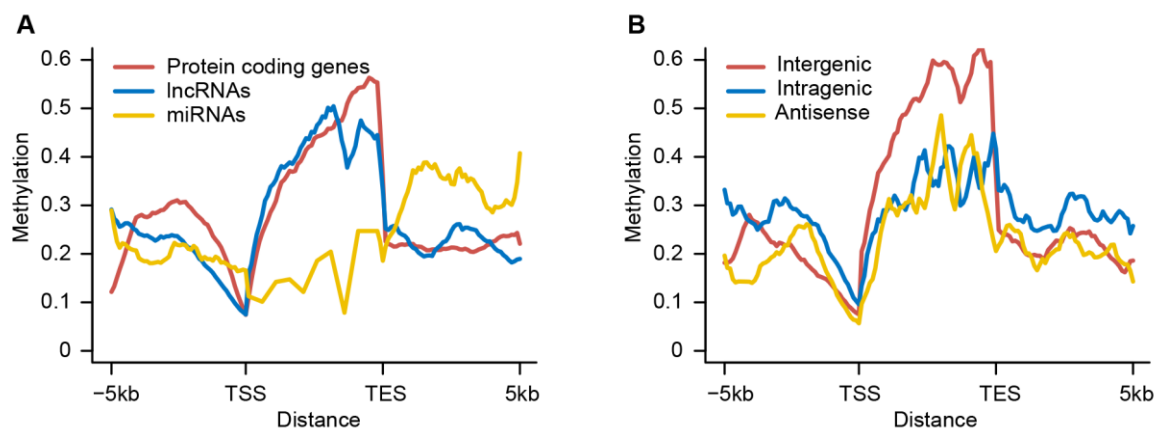 A
Methylation
0.6
0.5
0.4
0.3
0.2
0.1
0
Protein coding genes
lncRNAs
miRNAs
−5kb TSS TES 5kb
Distance
B
Methylation
0.6
0.5
0.4
0.3
0.2
0.1
0
Intergenic
Intragenic
Antisense
−5kb TSS TES 5kb
Distance